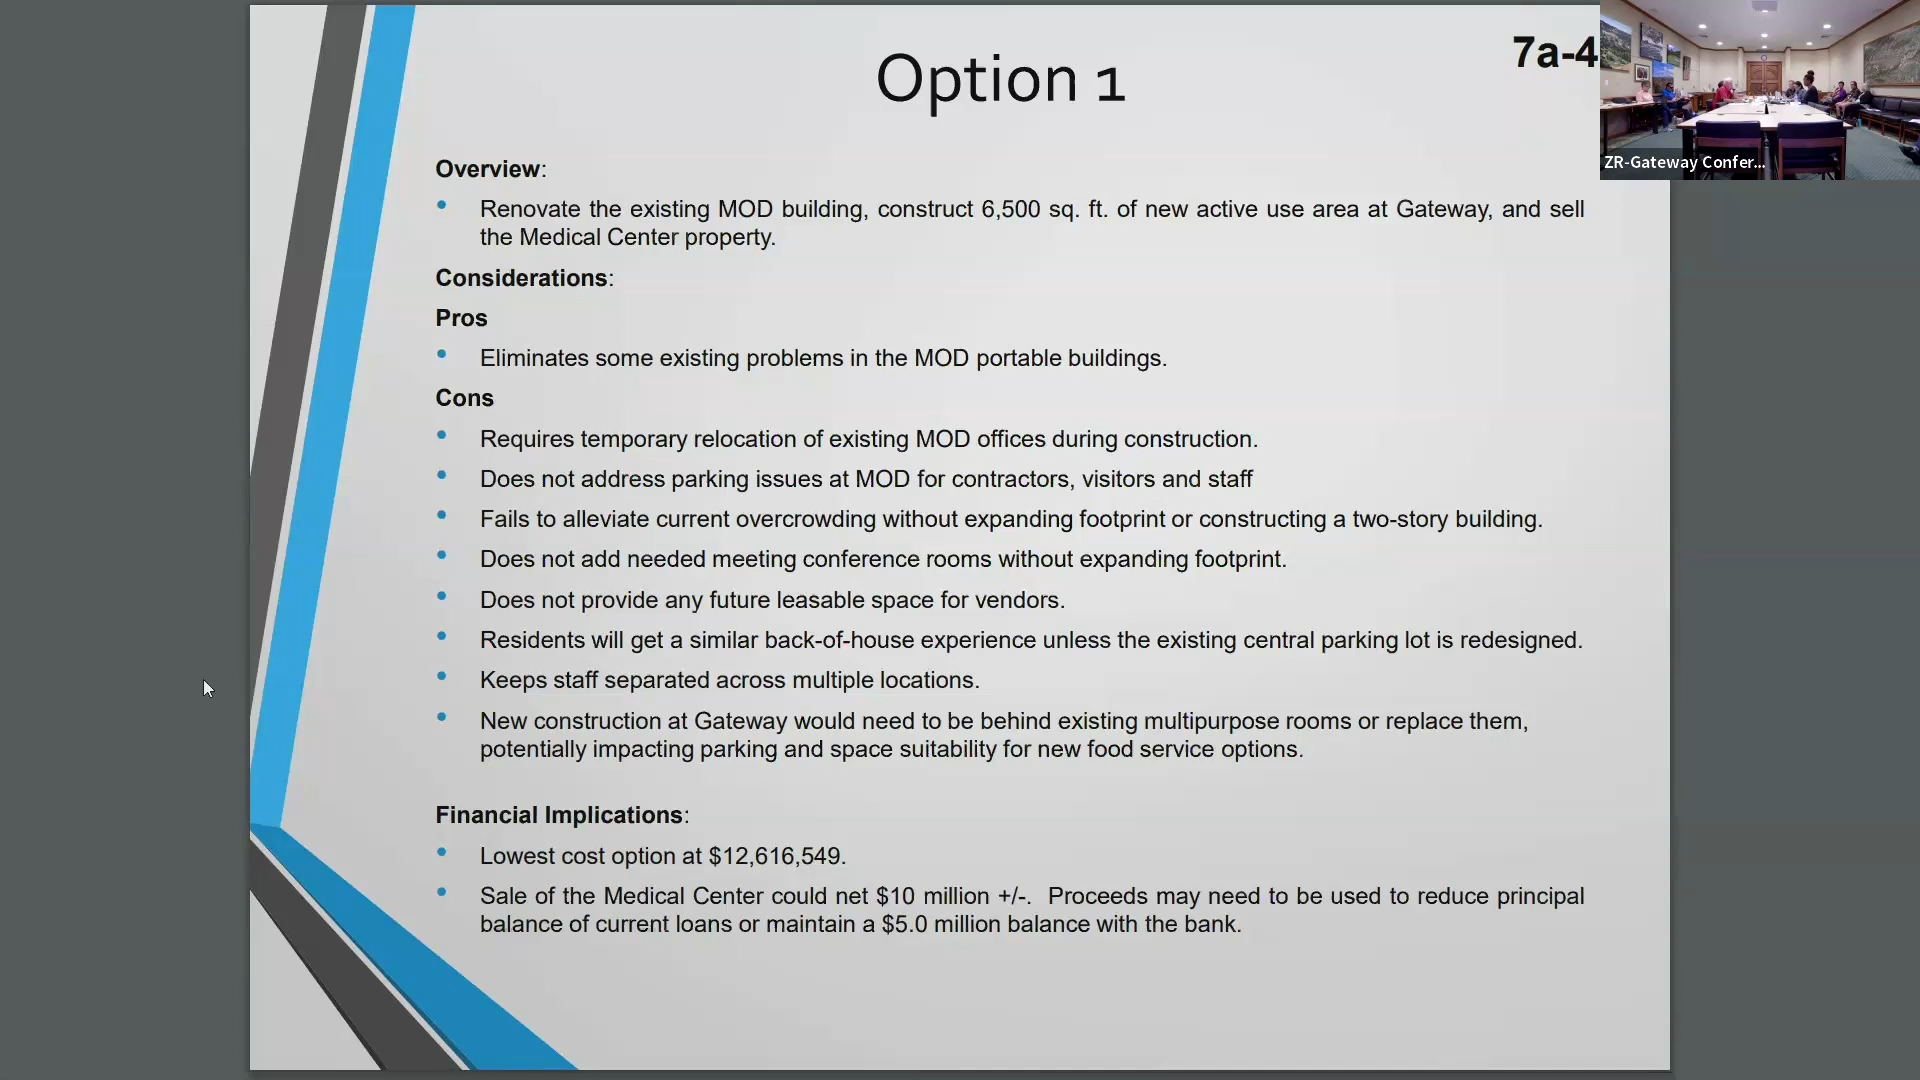 Option 1
7a-4
ZR-Gateway Confer...
Overview:
• Renovate the existing MOD building, construct 6,500 sq. ft. of new active use area at Gateway, and sell
the Medical Center property.
Considerations:
Pros
• Eliminates some existing problems in the MOD portable buildings.
Cons
• Requires temporary relocation of existing MOD offices during construction.
• Does not address parking issues at MOD for contractors, visitors and staff
• Fails to alleviate current overcrowding without expanding footprint or constructing a two-story building.
• Does not add needed meeting conference rooms without expanding footprint.
• Does not provide any future leasable space for vendors.
• Residents will get a similar back-of-house experience unless the existing central parking lot is redesigned.
• Keeps staff separated across multiple locations.
• New construction at Gateway would need to be behind existing multipurpose rooms or replace them,
potentially impacting parking and space suitability for new food service options.
Financial Implications:
• Lowest cost option at $12,616,549.
• Sale of the Medical Center could net $10 million +/-. Proceeds may need to be used to reduce principal
balance of current loans or maintain a $5.0 million balance with the bank.